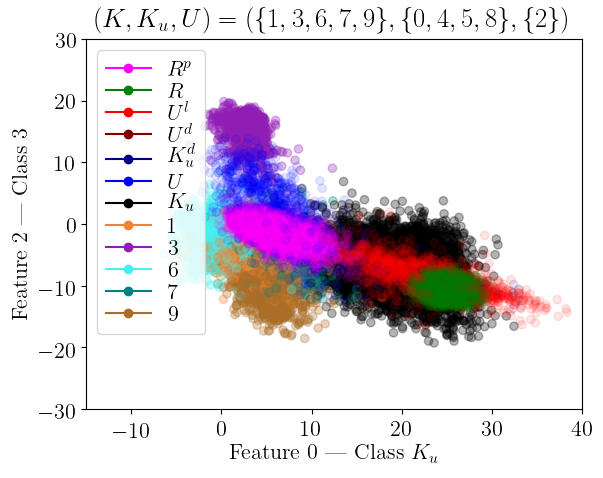 (K, K_u, U) = ({1, 3, 6, 7, 9}, {0, 4, 5, 8}, {2})
30
20
10
0
−10
−20
−30
Feature 2 — Class 3
R^p
R
U^l
U^d
K_u^d
U
K_u
1
3
6
7
9
−10
0
10
20
30
40
Feature 0 — Class K_u